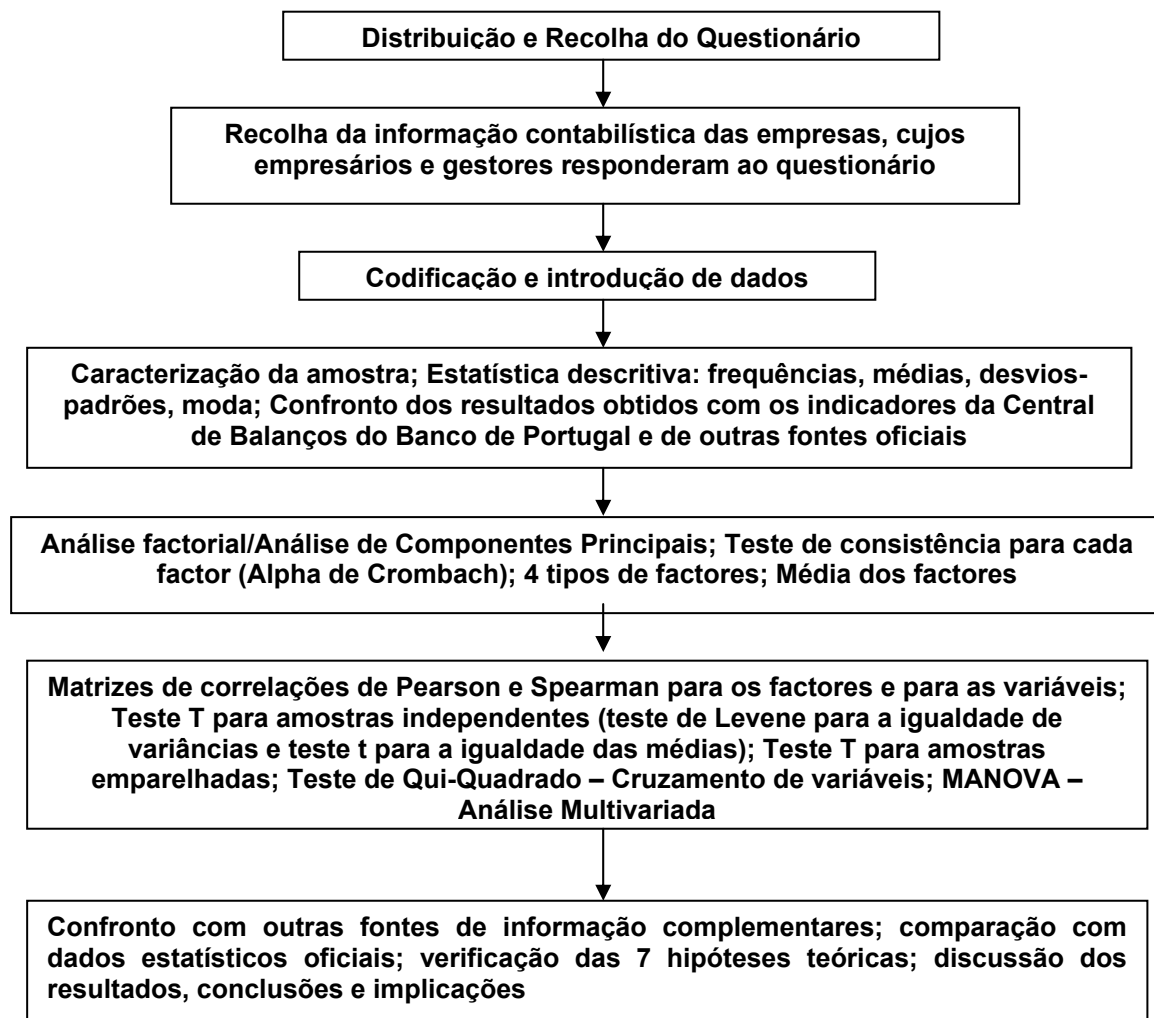 Distribuição e Recolha do Questionário
Recolha da informação contabilística das empresas, cujos
empresários e gestores responderam ao questionário
Codificação e introdução de dados
Caracterização da amostra; Estatística descritiva: frequências, médias, desvios-
padrões, moda; Confronto dos resultados obtidos com os indicadores da Central
de Balanços do Banco de Portugal e de outras fontes oficiais
Análise factorial/Análise de Componentes Principais; Teste de consistência para cada
factor (Alpha de Crombach); 4 tipos de factores; Média dos factores
Matrizes de correlações de Pearson e Spearman para os factores e para as variáveis;
Teste T para amostras independentes (teste de Levene para a igualdade de
variâncias e teste t para a igualdade das médias); Teste T para amostras
emparelhadas; Teste de Qui-Quadrado – Cruzamento de variáveis; MANOVA –
Análise Multivariada
Confronto com outras fontes de informação complementares; comparação com
dados estatísticos oficiais; verificação das 7 hipóteses teóricas; discussão dos
resultados, conclusões e implicações